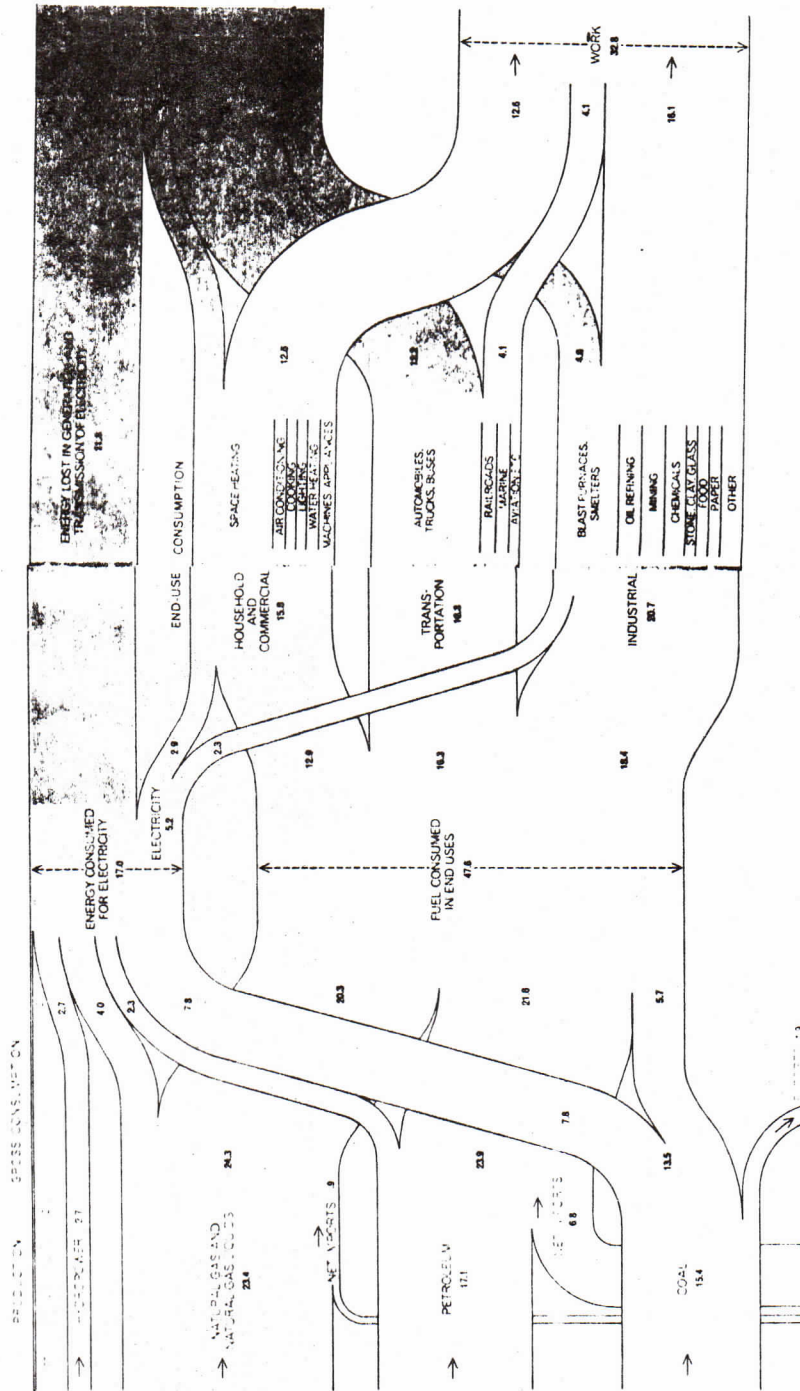 PRODUCTION
GROSS CONSUMPTION
HYDROPOWER 2.7
2.7
NATURAL GAS AND
NATURAL GAS LIQUIDS
23.4
24.3
4.0
2.3
NET IMPORTS .9
PETROLEUM
17.1
23.9
NET IMPORTS
6.8
COAL
15.4
13.5
7.8
7.8
20.3
21.6
5.7
ENERGY CONSUMED
FOR ELECTRICITY
17.0
ELECTRICITY
5.2
FUEL CONSUMED
IN END USES
47.6
2.9
2.3
12.9
16.3
18.4
END-USE CONSUMPTION
HOUSEHOLD
AND
COMMERCIAL
15.8
TRANS-
PORTATION
16.3
INDUSTRIAL
20.7
ENERGY LOST IN GENERATION AND
TRANSMISSION OF ELECTRICITY
SPACE HEATING
AIR CONDITIONING
COOKING
LIGHTING
WATER HEATING
MACHINES, APPLIANCES
AUTOMOBILES,
TRUCKS, BUSES
RAILROADS
MARINE
BLAST FURNACES,
SMELTERS
OIL REFINING
MINING
CHEMICALS
STONE, CLAY, GLASS
FOOD
PAPER
OTHER
12.6
4.1
12.6
4.1
16.1
WORK
32.8